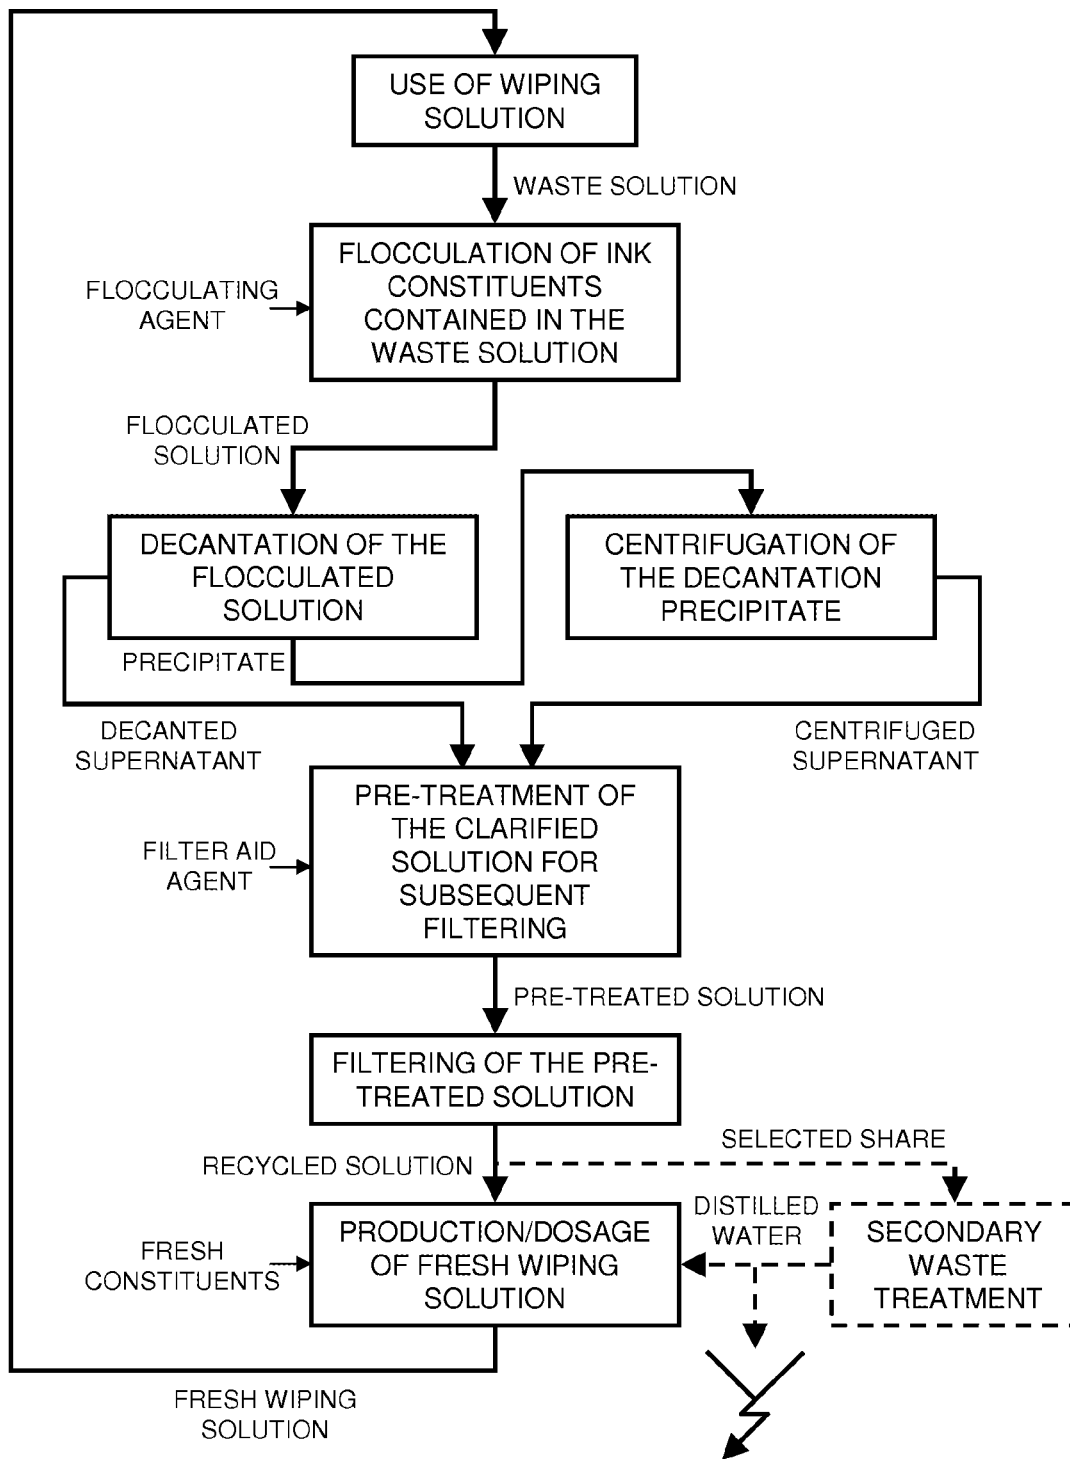 USE OF WIPING
SOLUTION
WASTE SOLUTION
FLOCCULATION OF INK
CONSTITUENTS
CONTAINED IN THE
WASTE SOLUTION
FLOCCULATING
AGENT
FLOCCULATED
SOLUTION
DECANTATION OF THE
FLOCCULATED
SOLUTION
CENTRIFUGATION OF
THE DECANTATION
PRECIPITATE
PRECIPITATE
DECANTED
SUPERNATANT
CENTRIFUGED
SUPERNATANT
PRE-TREATMENT OF
THE CLARIFIED
SOLUTION FOR
SUBSEQUENT
FILTERING
FILTER AID
AGENT
PRE-TREATED SOLUTION
FILTERING OF THE PRE-
TREATED SOLUTION
SELECTED SHARE
RECYCLED SOLUTION
DISTILLED
WATER
PRODUCTION/DOSAGE
OF FRESH WIPING
SOLUTION
SECONDARY
WASTE
TREATMENT
FRESH
CONSTITUENTS
FRESH WIPING
SOLUTION